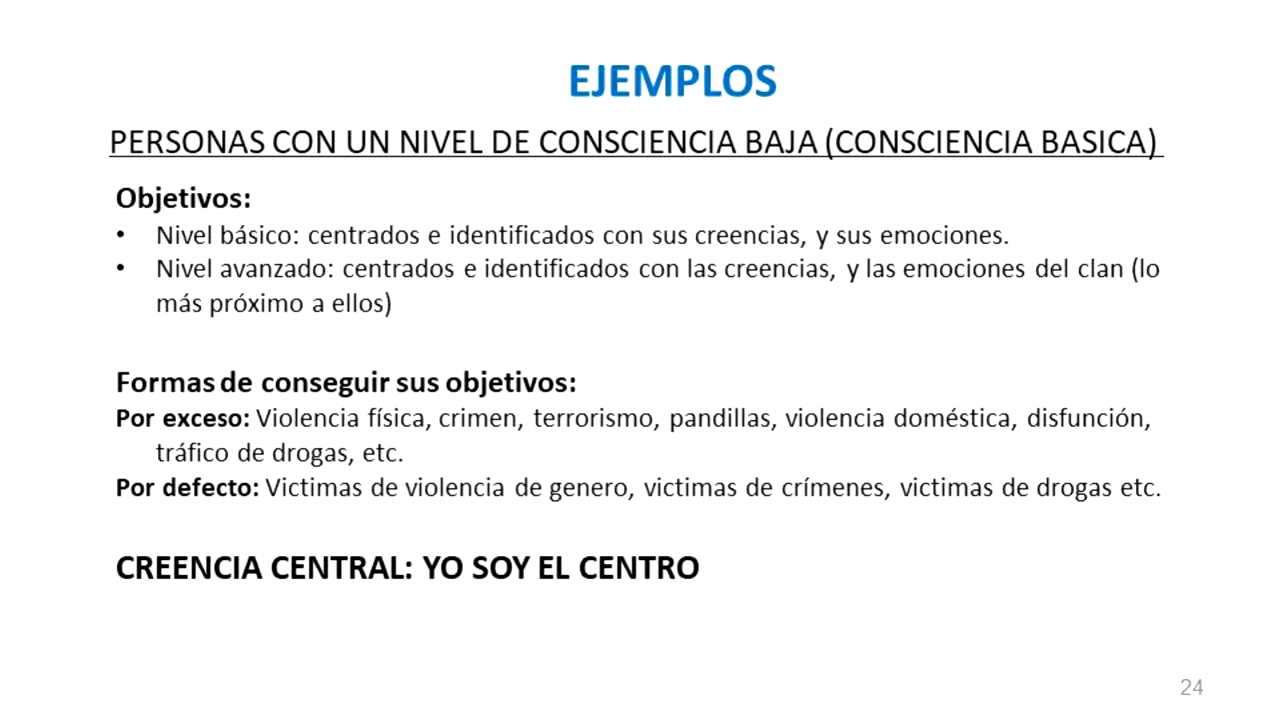 EJEMPLOS
PERSONAS CON UN NIVEL DE CONSCIENCIA BAJA (CONSCIENCIA BASICA)
Objetivos:
• Nivel básico: centrados e identificados con sus creencias, y sus emociones.
• Nivel avanzado: centrados e identificados con las creencias, y las emociones del clan (lo
más próximo a ellos)
Formas de conseguir sus objetivos:
Por exceso: Violencia física, crimen, terrorismo, pandillas, violencia doméstica, disfunción,
tráfico de drogas, etc.
Por defecto: Victimas de violencia de genero, victimas de crímenes, victimas de drogas etc.
CREENCIA CENTRAL: YO SOY EL CENTRO
24